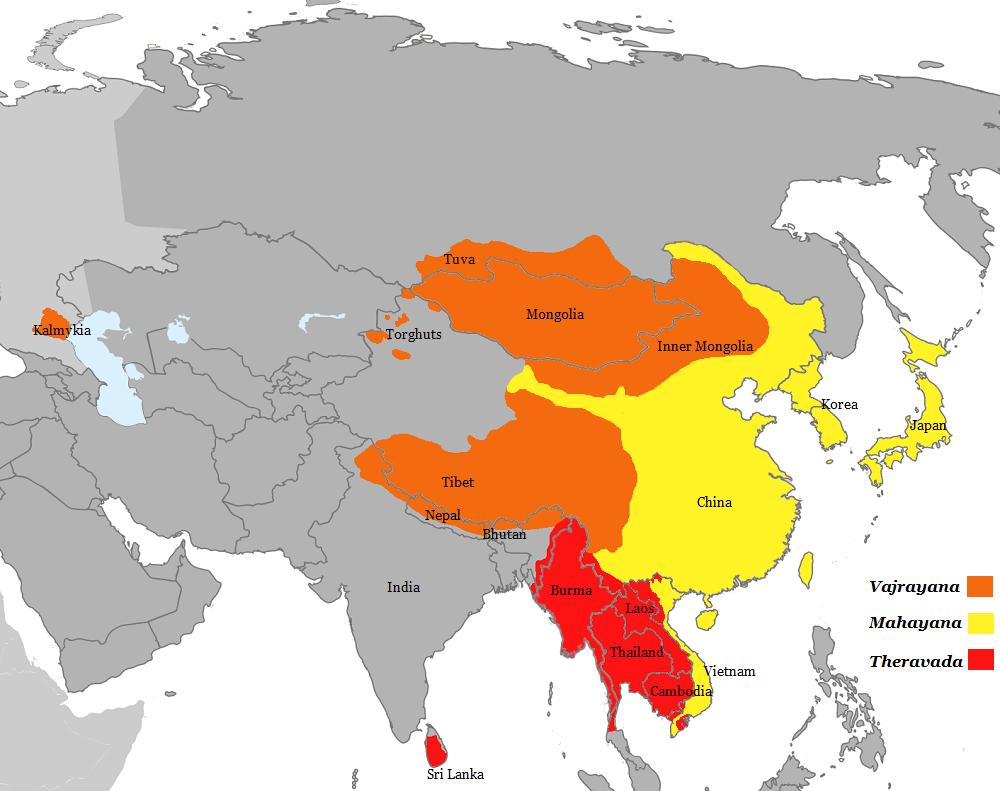 Tuva
Mongolia
Kalmykia
Torghuts
Inner Mongolia
Korea
Japan
Tibet
China
Nepal
Bhutan
India
Burma
Vajrayana
Laos
Mahayana
Thailand
Theravada
Vietnam
Cambodia
Sri Lanka